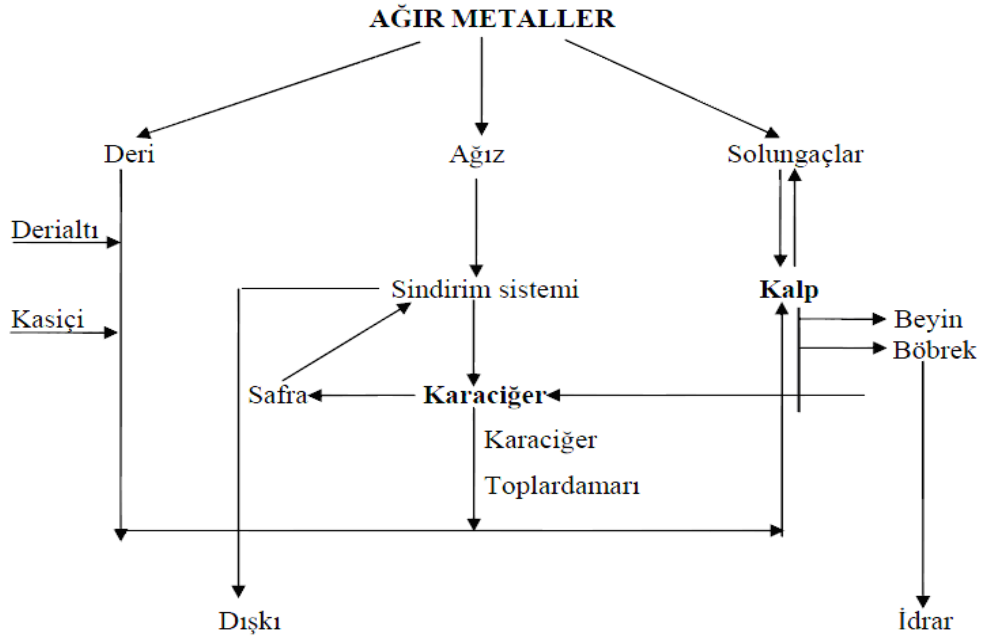 AĞIR METALLER
Deri
Ağız
Solungaçlar
Derialtı
Sindirim sistemi
Kalp
Kasiçi
Beyin
Böbrek
Safra
Karaciğer
Karaciğer
Toplardamarı
Dışkı
İdrar